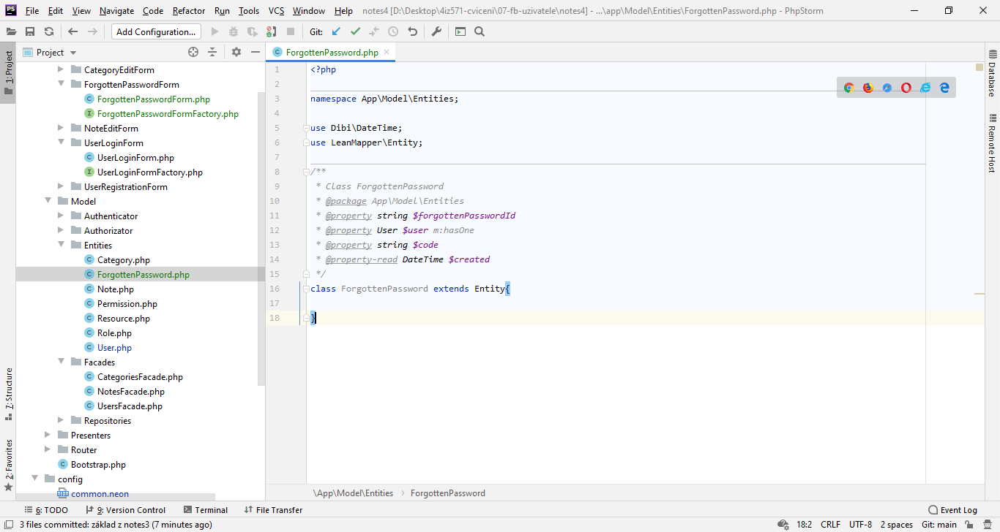 PS File Edit View Navigate Code Refactor Run Tools VCS Window Help notes4 [D:\Desktop\4iz571-cviceni\07-fb-uzivatele\notes4] - ...\app\Model\Entities\ForgottenPassword.php - PhpStorm
Add Configuration... Git:
1: Project
7: Structure
2: Favorites
Project
CategoryEditForm
ForgottenPasswordForm
C ForgottenPasswordForm.php
I ForgottenPasswordFormFactory.php
NoteEditForm
UserLoginForm
C UserLoginForm.php
I UserLoginFormFactory.php
UserRegistrationForm
Model
Authenticator
Authorizator
Entities
C Category.php
C ForgottenPassword.php
C Note.php
C Permission.php
C Resource.php
C Role.php
C User.php
Facades
C CategoriesFacade.php
C NotesFacade.php
C UsersFacade.php
Repositories
Presenters
Router
C Bootstrap.php
config
common.neon
C ForgottenPassword.php
1 <?php
2
3 namespace App\Model\Entities;
4
5 use Dibi\DateTime;
6 use LeanMapper\Entity;
7
8 /**
9 * Class ForgottenPassword
10 * @package App\Model\Entities
11 * @property string $forgottenPasswordId
12 * @property User $user m:hasOne
13 * @property string $code
14 * @property-read DateTime $created
15 */
16 class ForgottenPassword extends Entity{
17
18 }
\App\Model\Entities › ForgottenPassword
Database
Remote Host
6: TODO 9: Version Control Terminal File Transfer Event Log
3 files committed: základ z notes3 (7 minutes ago) 18:2 CRLF UTF-8 2 spaces Git: main